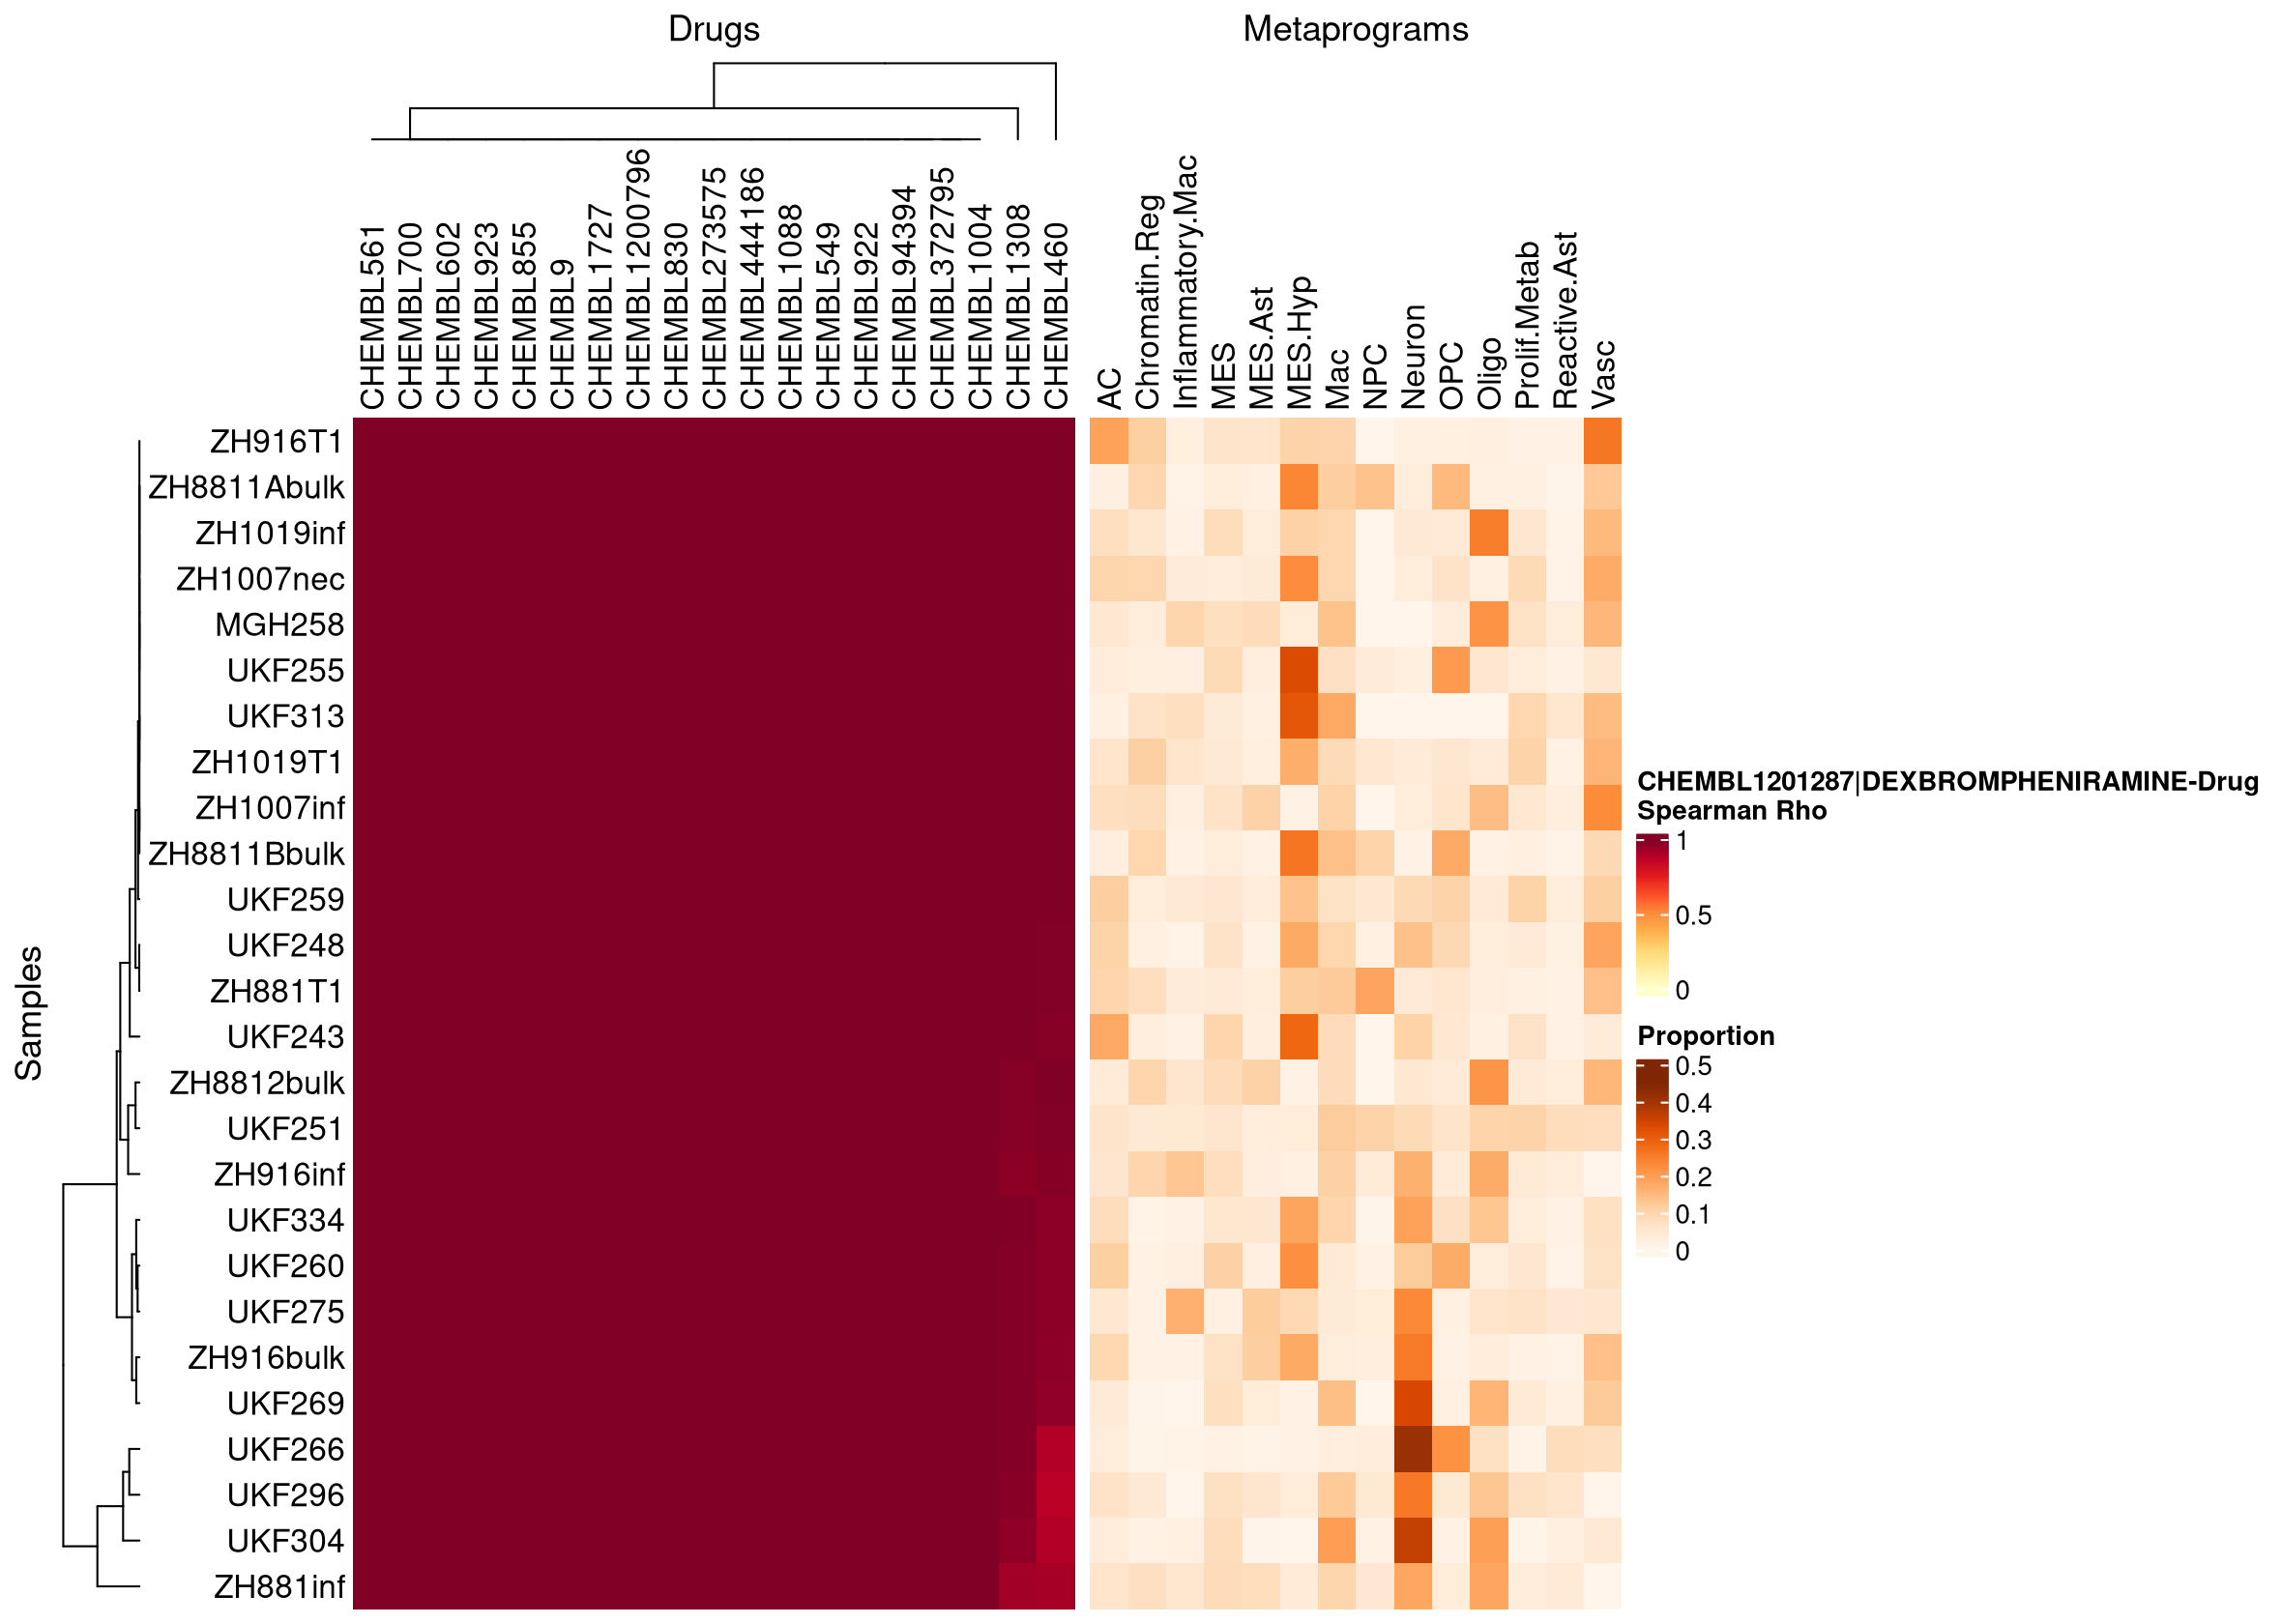 Drugs
Metaprograms
CHEMBL561
CHEMBL700
CHEMBL602
CHEMBL923
CHEMBL855
CHEMBL9
CHEMBL1727
CHEMBL1200796
CHEMBL830
CHEMBL273575
CHEMBL444186
CHEMBL1088
CHEMBL549
CHEMBL922
CHEMBL94394
CHEMBL372795
CHEMBL1004
CHEMBL1308
CHEMBL460
AC
Chromatin.Reg
Inflammatory.Mac
MES
MES.Ast
MES.Hyp
Mac
NPC
Neuron
OPC
Oligo
Prolif.Metab
Reactive.Ast
Vasc
Samples
ZH916T1
ZH8811Abulk
ZH1019inf
ZH1007nec
MGH258
UKF255
UKF313
ZH1019T1
ZH1007inf
ZH8811Bbulk
UKF259
UKF248
ZH881T1
UKF243
ZH8812bulk
UKF251
ZH916inf
UKF334
UKF260
UKF275
ZH916bulk
UKF269
UKF266
UKF296
UKF304
ZH881inf
CHEMBL1201287|DEXBROMPHENIRAMINE-Drug
Spearman Rho
1
0.5
0
Proportion
0.5
0.4
0.3
0.2
0.1
0